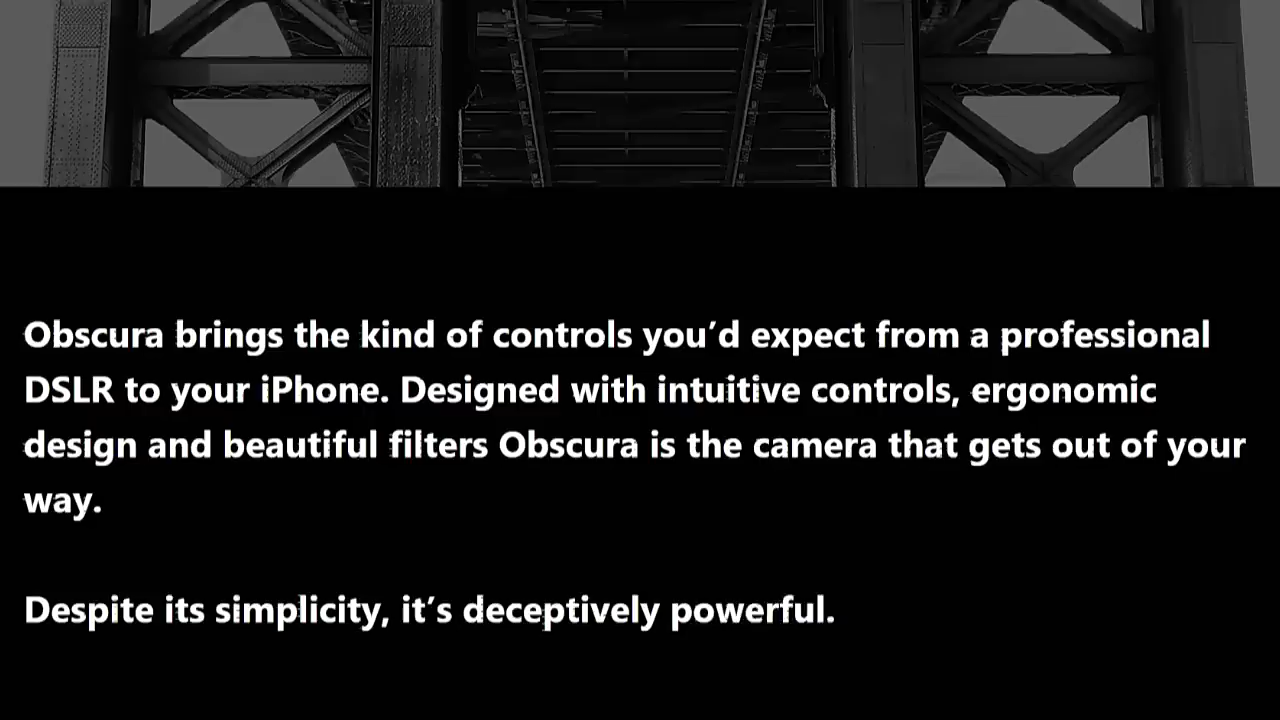 Obscura brings the kind of controls you’d expect from a professional
DSLR to your iPhone. Designed with intuitive controls, ergonomic
design and beautiful filters Obscura is the camera that gets out of your
way.
Despite its simplicity, it’s deceptively powerful.